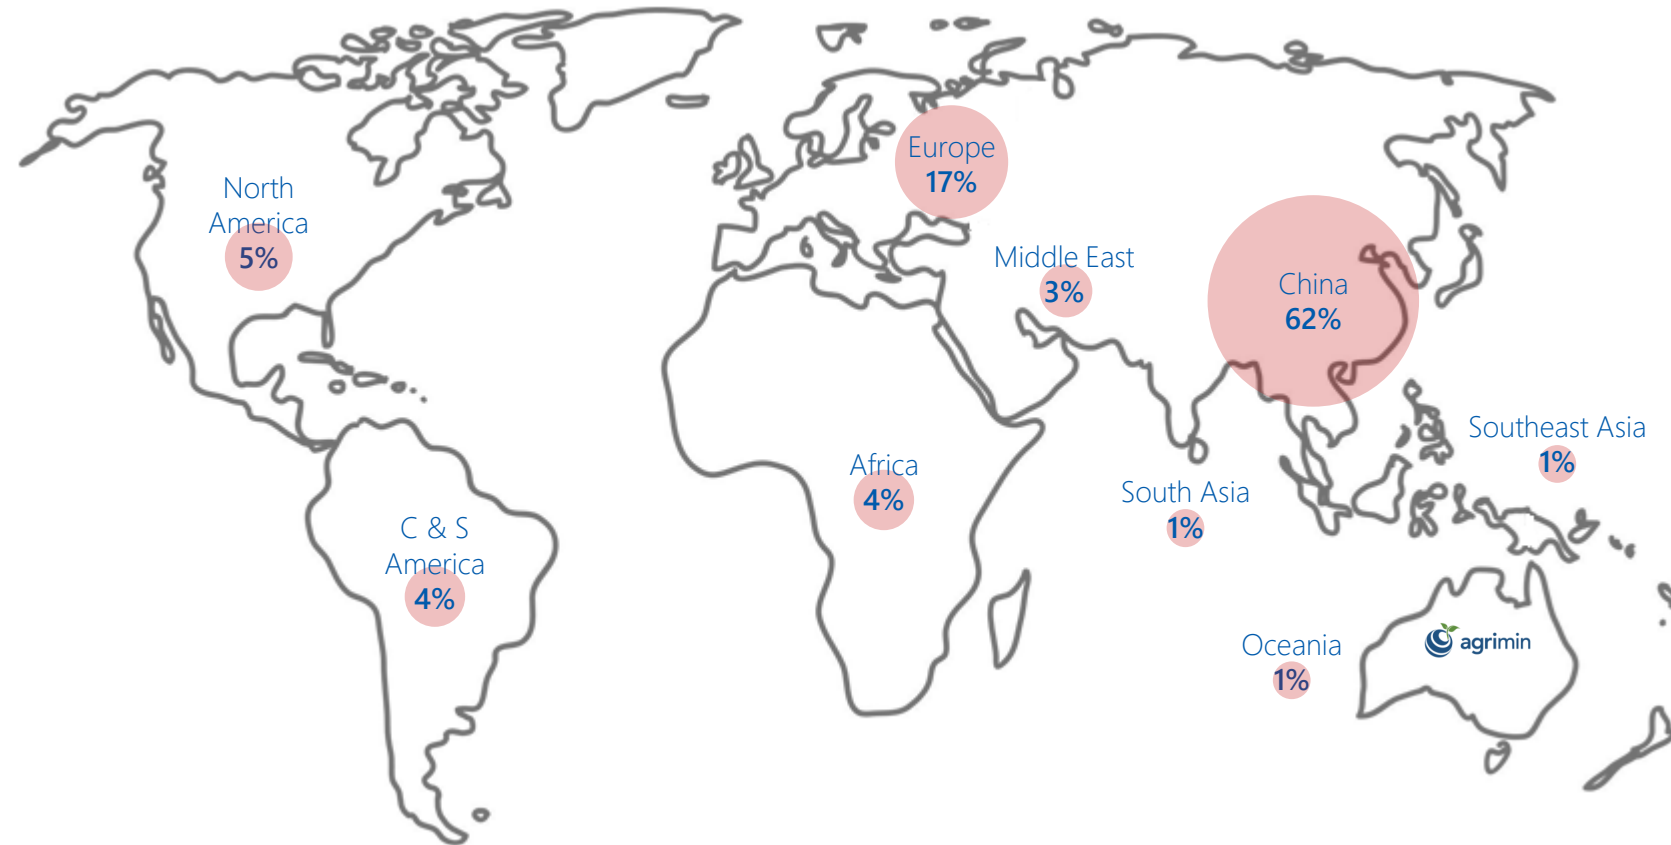 North
America
5%
Europe
17%
Middle East
3%
China
62%
Southeast Asia
1%
South Asia
1%
Africa
4%
C & S
America
4%
Oceania
1%
agrimin